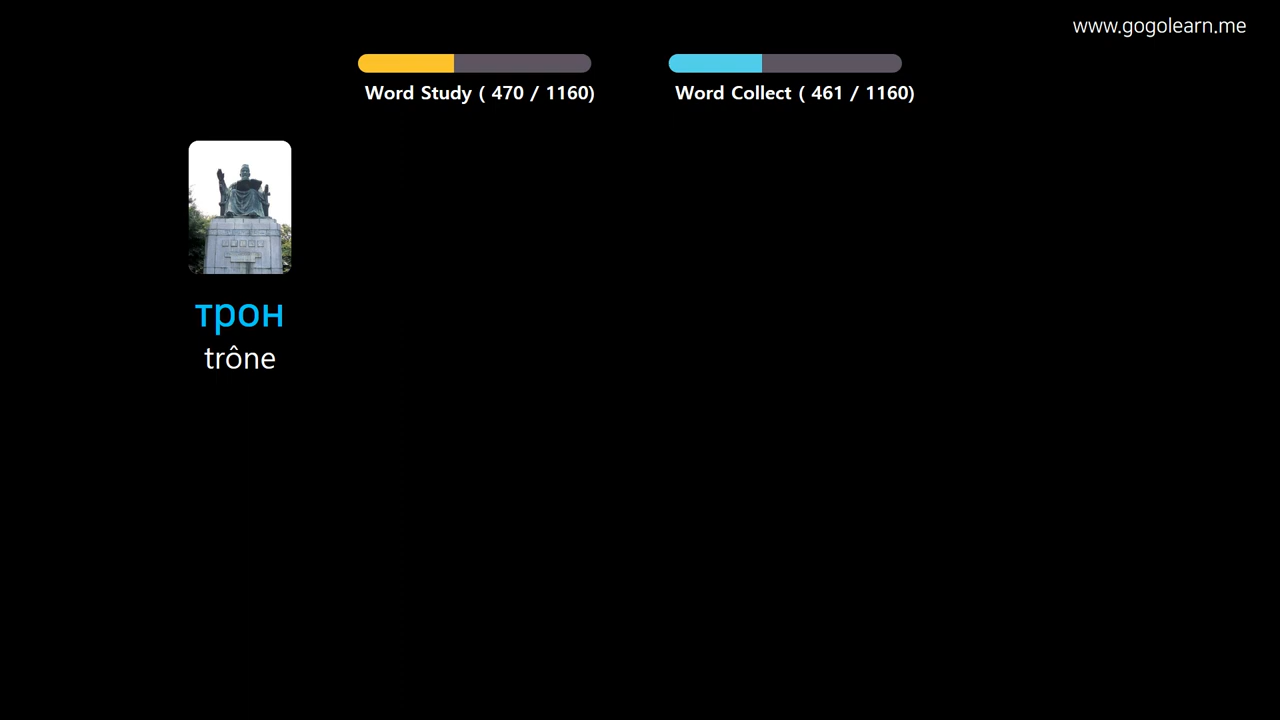 www.gogolearn.me
Word Study ( 470 / 1160)
Word Collect ( 461 / 1160)
трон
trône